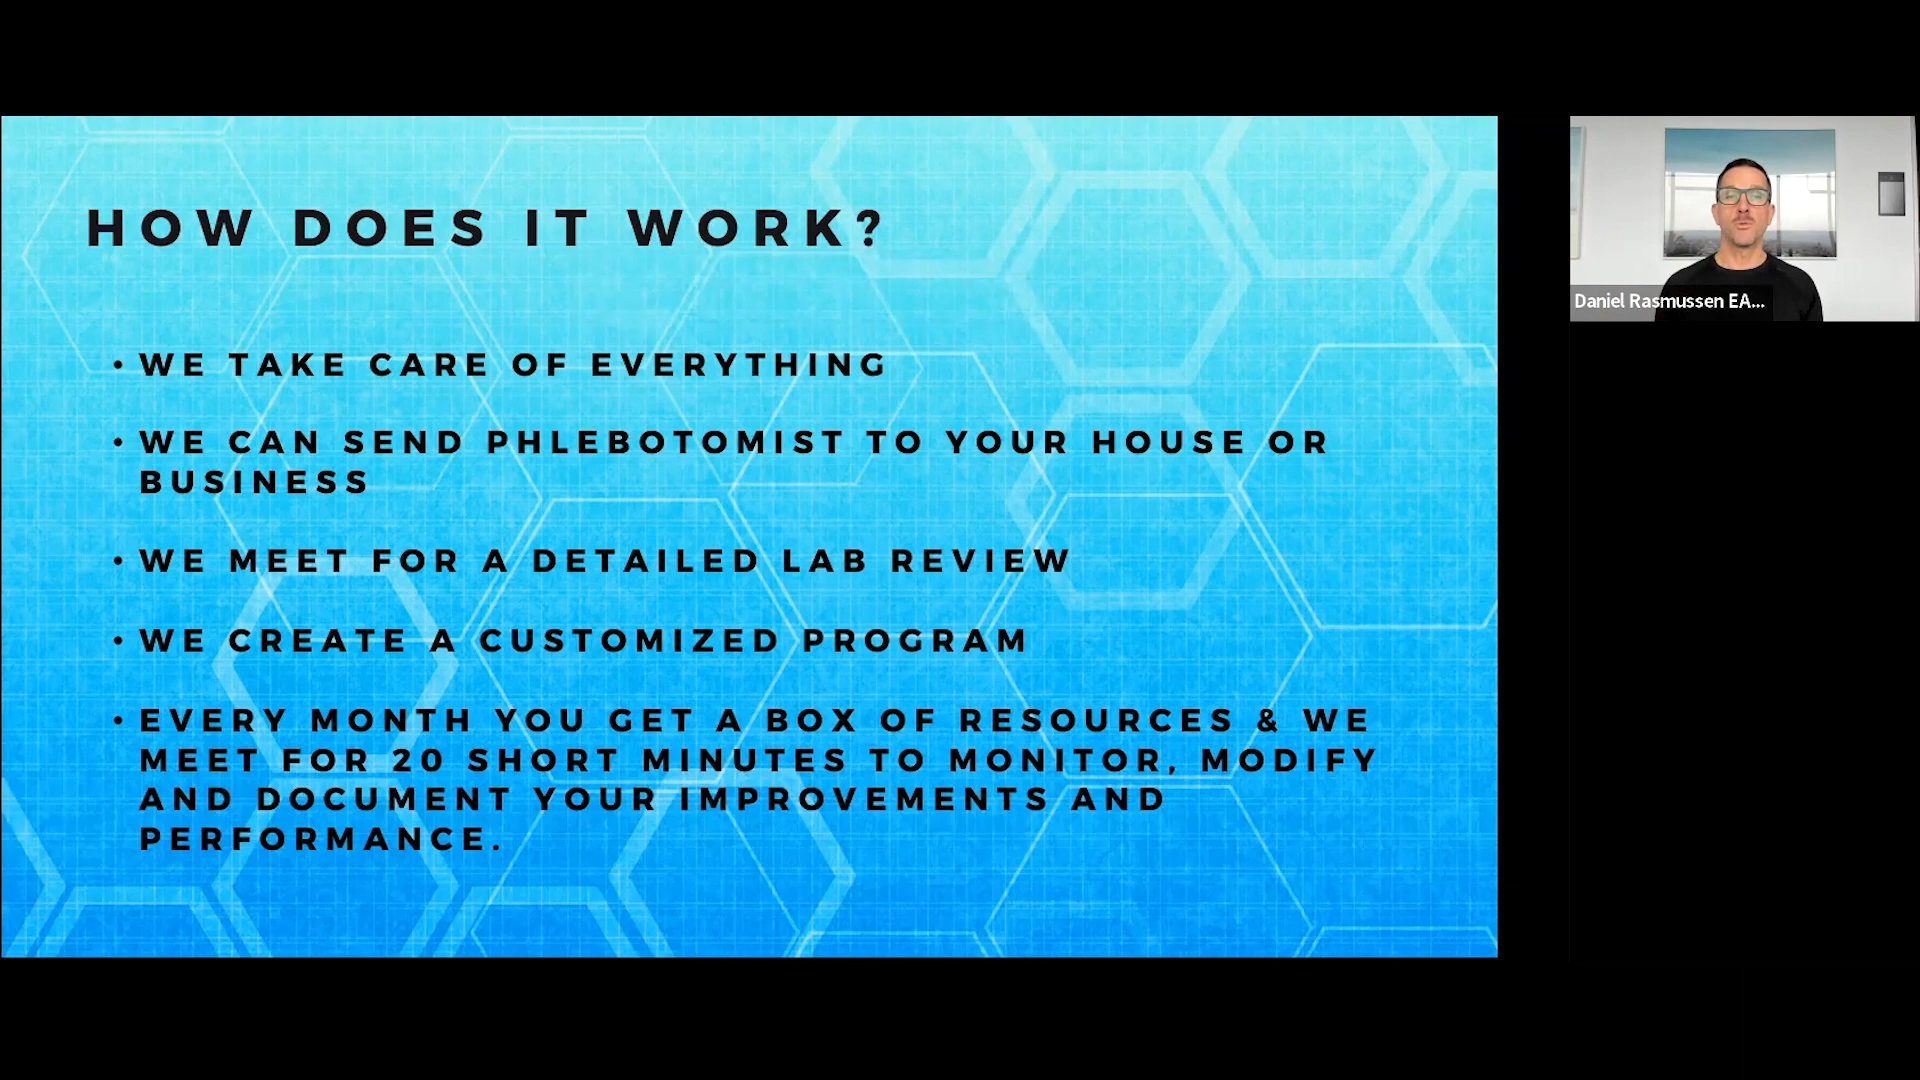 HOW DOES IT WORK?
• WE TAKE CARE OF EVERYTHING
• WE CAN SEND PHLEBOTOMIST TO YOUR HOUSE OR
BUSINESS
• WE MEET FOR A DETAILED LAB REVIEW
• WE CREATE A CUSTOMIZED PROGRAM
• EVERY MONTH YOU GET A BOX OF RESOURCES & WE
MEET FOR 20 SHORT MINUTES TO MONITOR, MODIFY
AND DOCUMENT YOUR IMPROVEMENTS AND
PERFORMANCE.
Daniel Rasmussen EA...